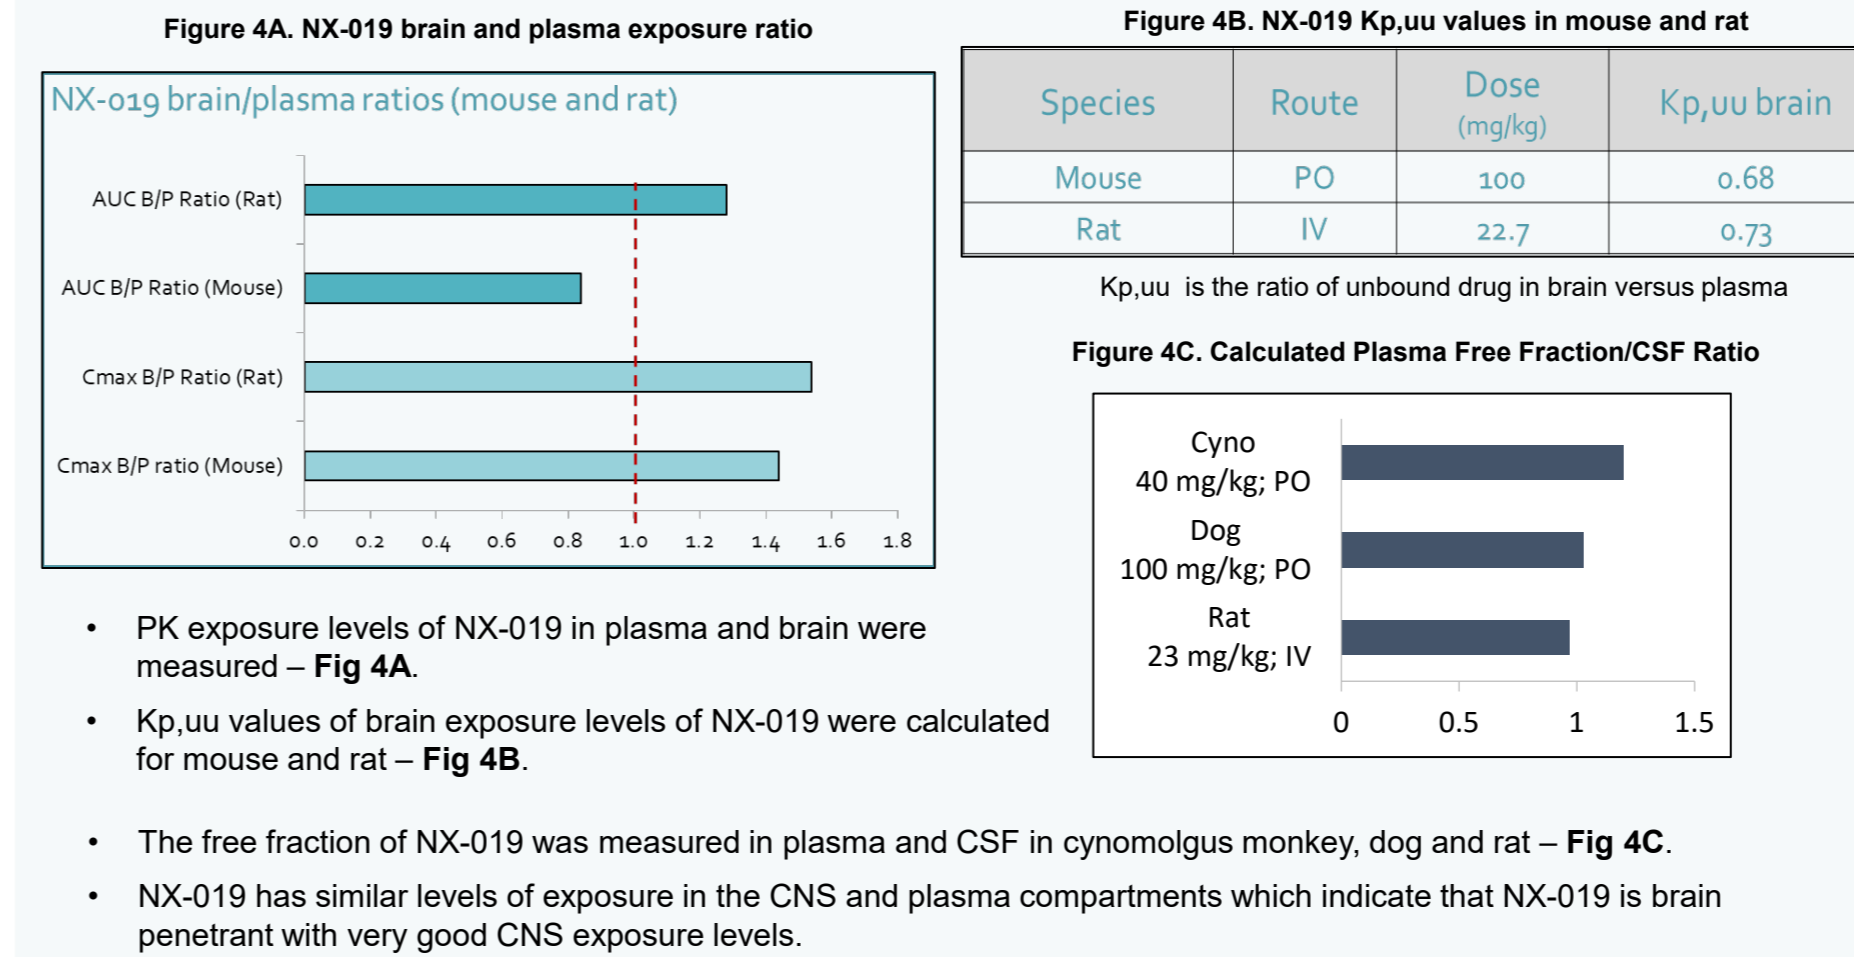 Figure 4A. NX-019 brain and plasma exposure ratio
NX-019 brain/plasma ratios (mouse and rat)
AUC B/P Ratio (Rat)
AUC B/P Ratio (Mouse)
Cmax B/P Ratio (Rat)
Cmax B/P ratio (Mouse)
0.0 0.2 0.4 0.6 0.8 1.0 1.2 1.4 1.6 1.8
Figure 4B. NX-019 Kp,uu values in mouse and rat
Species Route Dose (mg/kg) Kp,uu brain
Mouse PO 100 0.68
Rat IV 22.7 0.73
Kp,uu is the ratio of unbound drug in brain versus plasma
Figure 4C. Calculated Plasma Free Fraction/CSF Ratio
Cyno
40 mg/kg; PO
Dog
100 mg/kg; PO
Rat
23 mg/kg; IV
0 0.5 1 1.5
• PK exposure levels of NX-019 in plasma and brain were
measured – Fig 4A.
• Kp,uu values of brain exposure levels of NX-019 were calculated
for mouse and rat – Fig 4B.
• The free fraction of NX-019 was measured in plasma and CSF in cynomolgus monkey, dog and rat – Fig 4C.
• NX-019 has similar levels of exposure in the CNS and plasma compartments which indicate that NX-019 is brain
penetrant with very good CNS exposure levels.